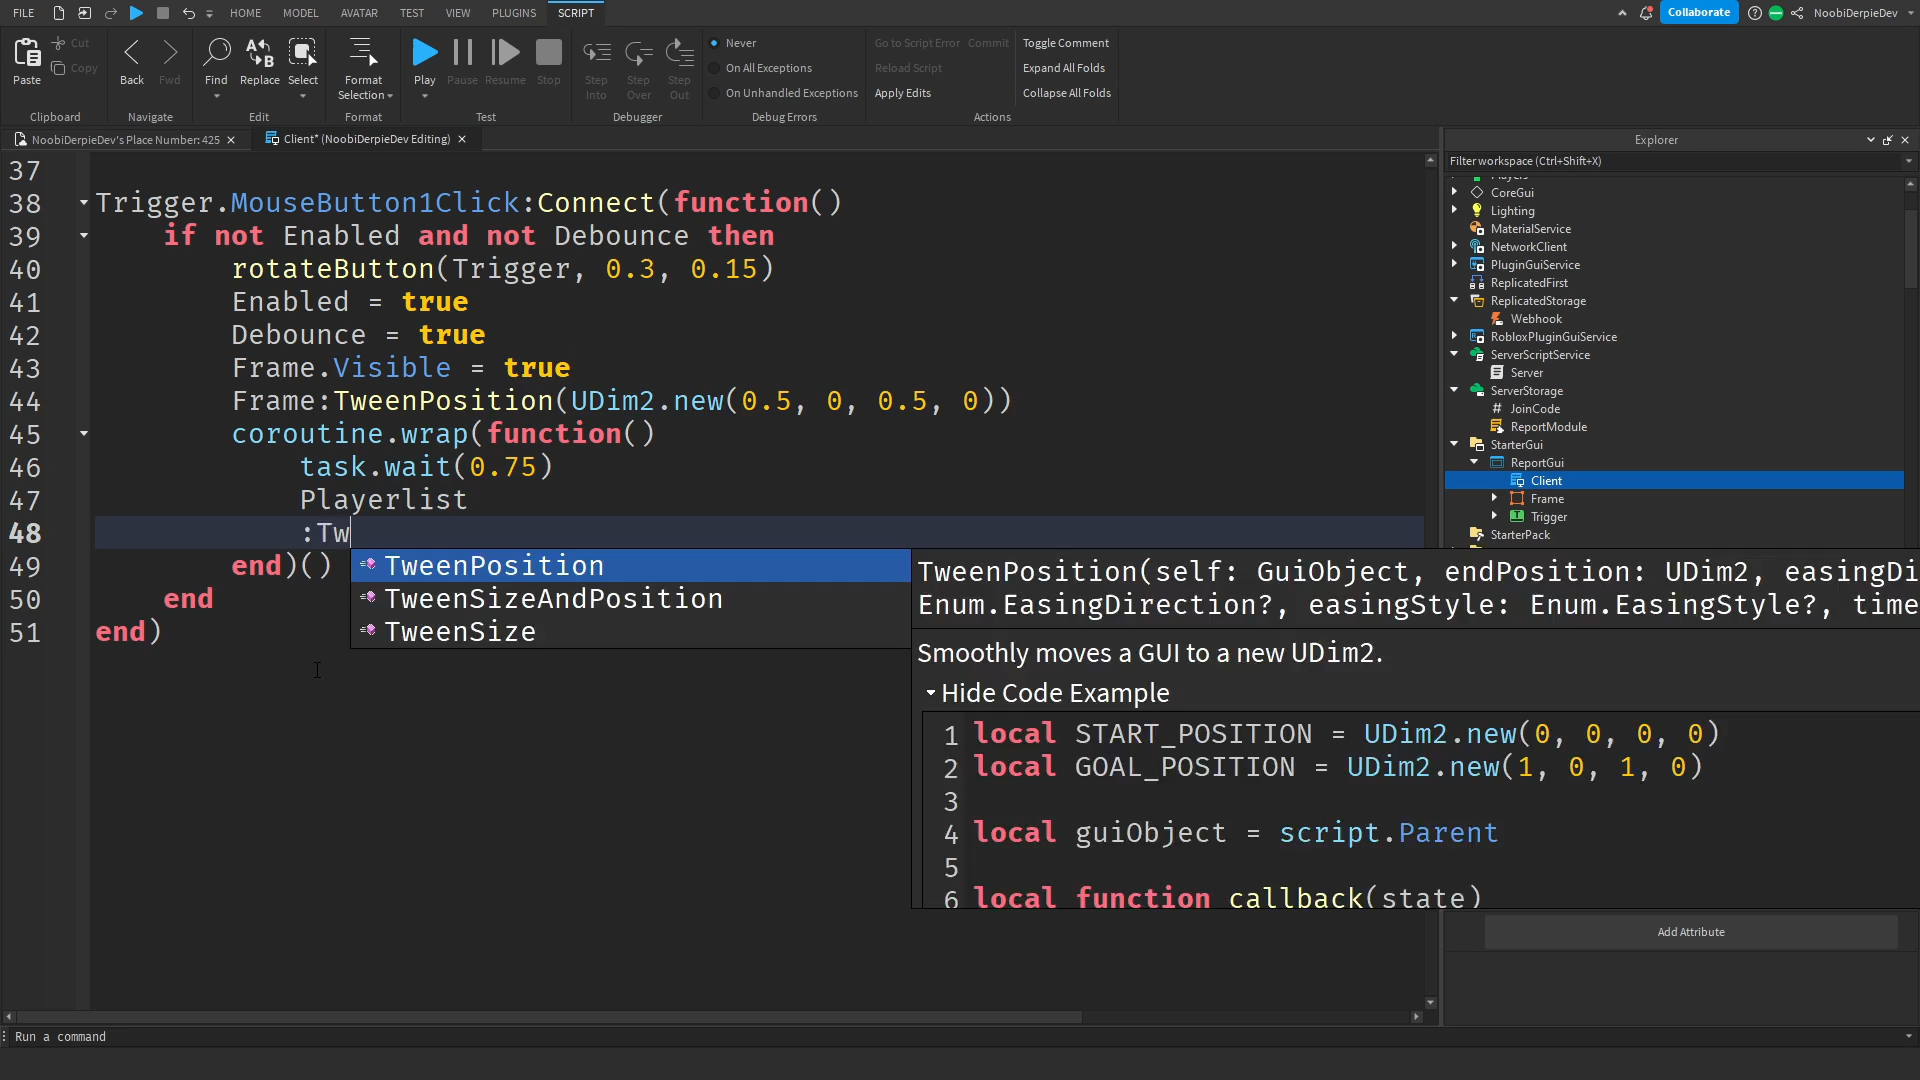 FILE HOME MODEL AVATAR TEST VIEW PLUGINS SCRIPT Collaborate NoobiDerpieDev
Paste Cut Copy Back Fwd Find Replace Select Format Selection Play Pause Resume Stop Step Into Step Over Step Out
Never
On All Exceptions
On Unhandled Exceptions
Go to Script Error Commit
Reload Script
Apply Edits
Toggle Comment
Expand All Folds
Collapse All Folds
Clipboard Navigate Edit Format Test Debugger Debug Errors Actions
NoobiDerpieDev's Place Number: 425 Client* (NoobiDerpieDev Editing)
37
38 Trigger.MouseButton1Click:Connect(function()
39 if not Enabled and not Debounce then
40 rotateButton(Trigger, 0.3, 0.15)
41 Enabled = true
42 Debounce = true
43 Frame.Visible = true
44 Frame:TweenPosition(UDim2.new(0.5, 0, 0.5, 0))
45 coroutine.wrap(function()
46 task.wait(0.75)
47 Playerlist
48 :Tw
49 end)()
50 end
51 end)
TweenPosition
TweenSizeAndPosition
TweenSize
TweenPosition(self: GuiObject, endPosition: UDim2, easingDi
Enum.EasingDirection?, easingStyle: Enum.EasingStyle?, time
Smoothly moves a GUI to a new UDim2.
Hide Code Example
1 local START_POSITION = UDim2.new(0, 0, 0, 0)
2 local GOAL_POSITION = UDim2.new(1, 0, 1, 0)
3
4 local guiObject = script.Parent
5
6 local function callback(state)
Explorer
Filter workspace (Ctrl+Shift+X)
Players
CoreGui
Lighting
MaterialService
NetworkClient
PluginGuiService
ReplicatedFirst
ReplicatedStorage
Webhook
RobloxPluginGuiService
ServerScriptService
Server
ServerStorage
# JoinCode
ReportModule
StarterGui
ReportGui
Client
Frame
Trigger
StarterPack
Add Attribute
Run a command